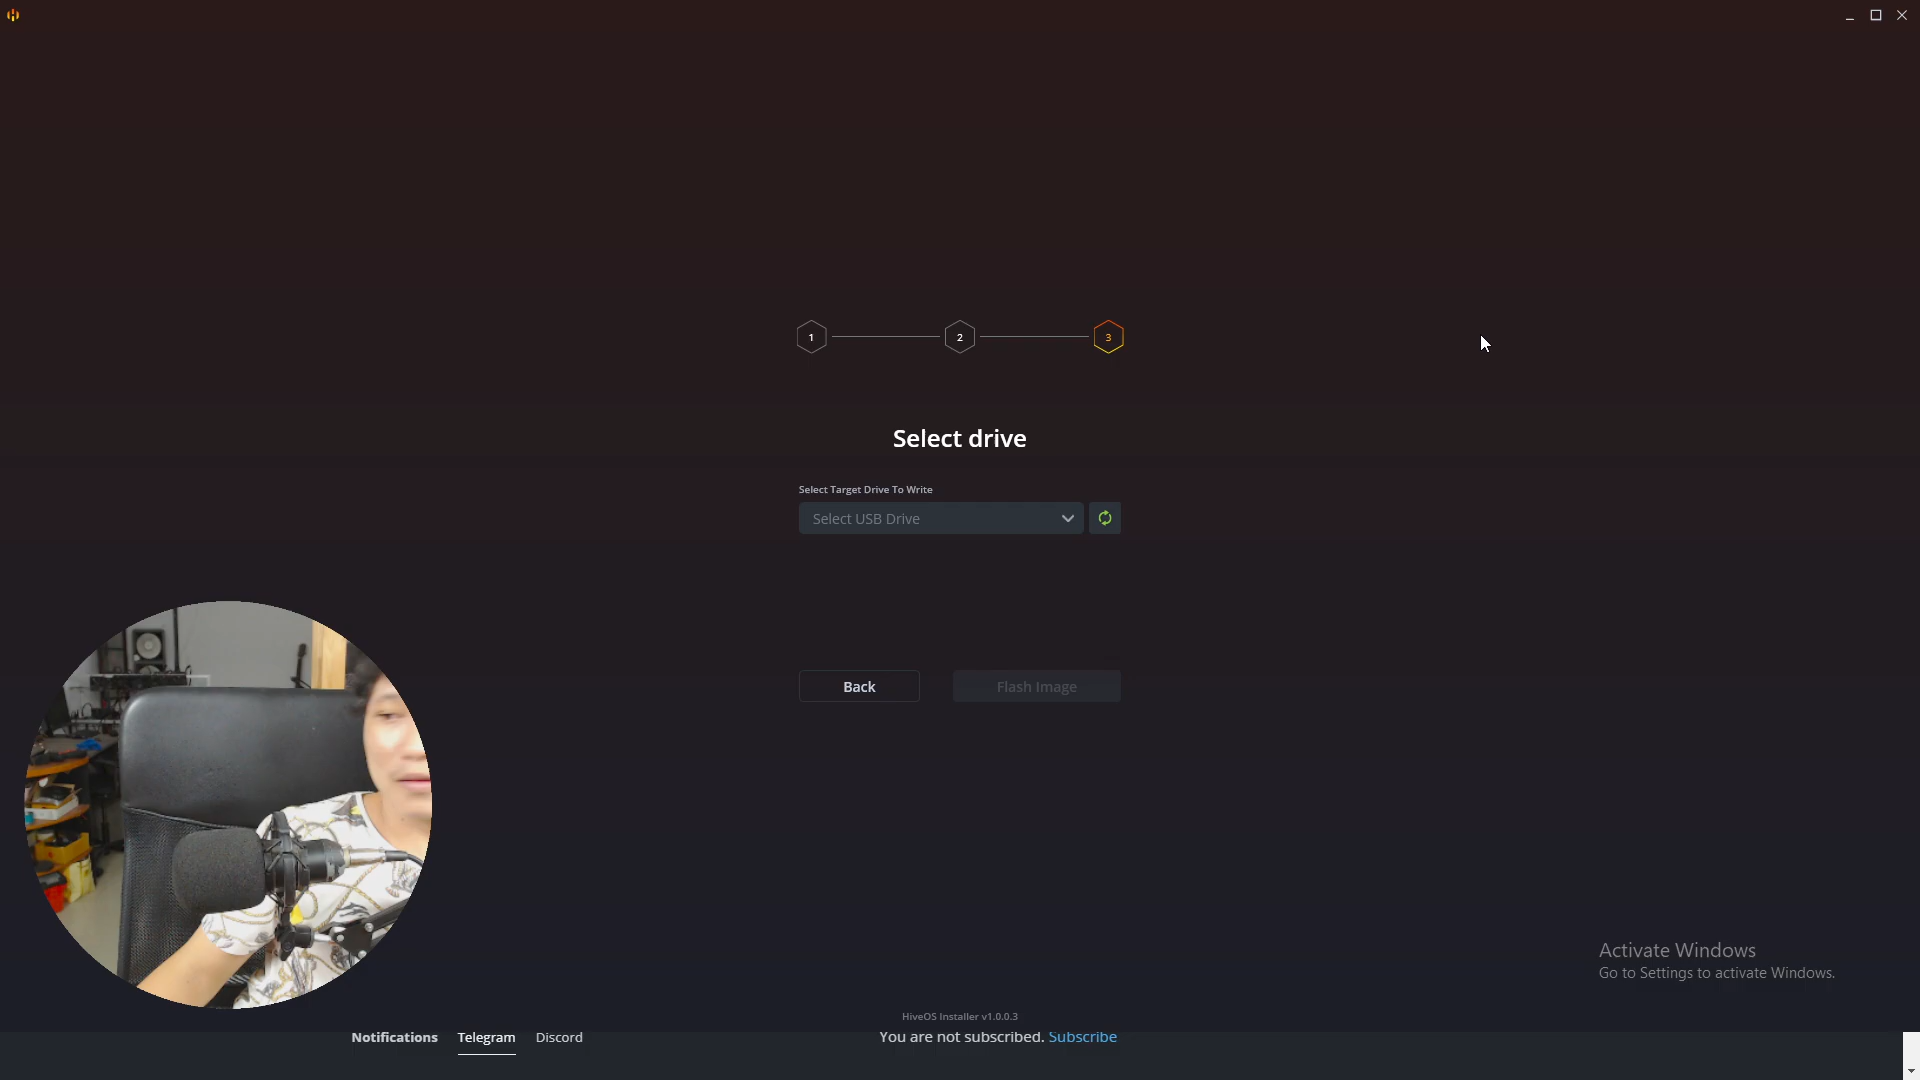 1
2
3
Select drive
Select Target Drive To Write
Select USB Drive
Back
Flash Image
Activate Windows
Go to Settings to activate Windows.
HiveOS Installer v1.0.0.3
Notifications
Telegram
Discord
You are not subscribed. Subscribe